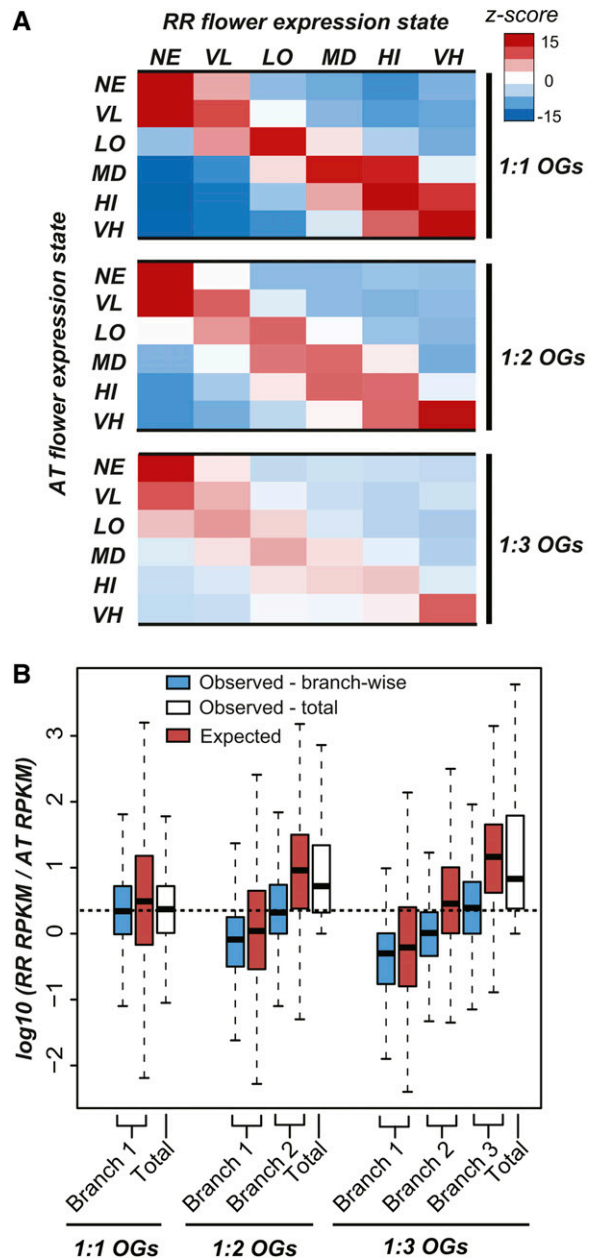 A
RR flower expression state
z-score
NE VL LO MD HI VH
15
0
-15
AT flower expression state
NE
VL
LO
MD
HI
VH
1:1 OGs
NE
VL
LO
MD
HI
VH
1:2 OGs
NE
VL
LO
MD
HI
VH
1:3 OGs
B
Observed - branch-wise
Observed - total
Expected
log10 (RR RPKM / AT RPKM)
3
2
1
0
−1
−2
Branch 1 Total Branch 1 Branch 2 Total Branch 1 Branch 2 Branch 3 Total
1:1 OGs 1:2 OGs 1:3 OGs